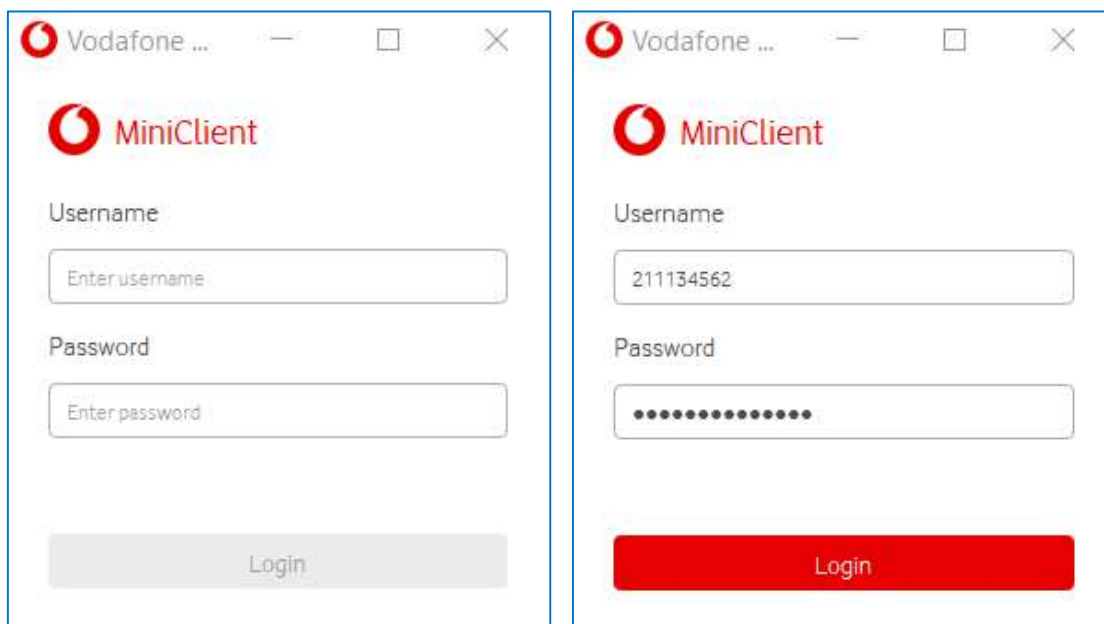 Vodafone ...
MiniClient
Username
Enter username
Password
Enter password
Login
Vodafone ...
MiniClient
Username
211134562
Password
●●●●●●●●●●●●●●
Login